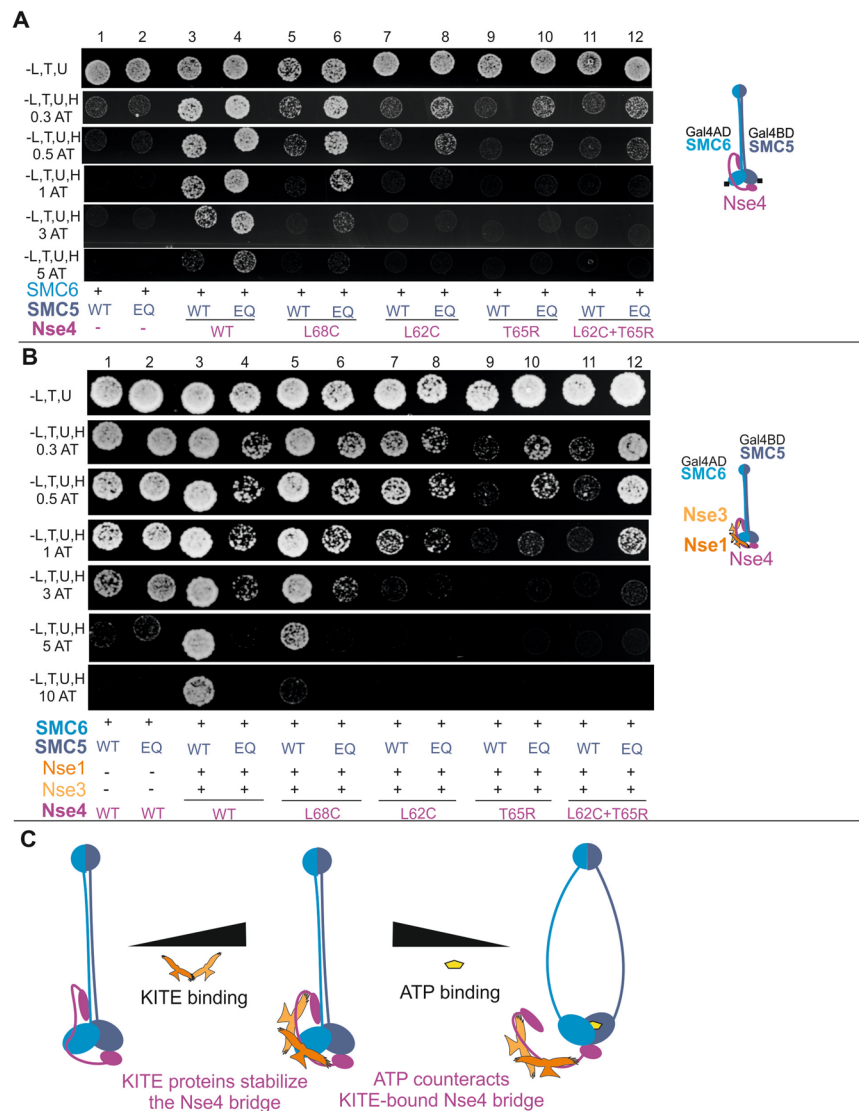 A
1 2 3 4 5 6 7 8 9 10 11 12
-L,T,U
-L,T,U,H
0.3 AT
-L,T,U,H
0.5 AT
-L,T,U,H
1 AT
-L,T,U,H
3 AT
-L,T,U,H
5 AT
SMC6 + + + + + + + + + + + +
SMC5 WT EQ WT EQ WT EQ WT EQ WT EQ WT EQ
Nse4 - - WT L68C L62C T65R L62C+T65R
Gal4AD Gal4BD
SMC6 SMC5
Nse4
B
1 2 3 4 5 6 7 8 9 10 11 12
-L,T,U
-L,T,U,H
0.3 AT
-L,T,U,H
0.5 AT
-L,T,U,H
1 AT
-L,T,U,H
3 AT
-L,T,U,H
5 AT
-L,T,U,H
10 AT
SMC6 + + + + + + + + + + + +
SMC5 WT EQ WT EQ WT EQ WT EQ WT EQ WT EQ
Nse1 - - + + + + + + + + + +
Nse3 - - + + + + + + + + + +
Nse4 WT WT WT L68C L62C T65R L62C+T65R
Gal4BD
Gal4AD SMC5
SMC6
Nse3
Nse1
Nse4
C
KITE binding
ATP binding
KITE proteins stabilize
the Nse4 bridge
ATP counteracts
KITE-bound Nse4 bridge